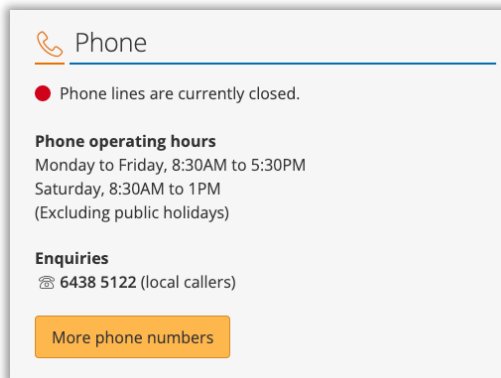 Phone
Phone lines are currently closed.
Phone operating hours
Monday to Friday, 8:30AM to 5:30PM
Saturday, 8:30AM to 1PM
(Excluding public holidays)
Enquiries
☏ 6438 5122 (local callers)
More phone numbers